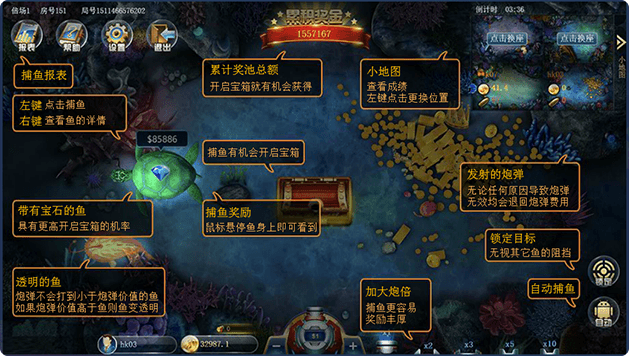 倍场1 房号151 局号1511466576202
累积奖金
1557167
倒计时 03:36
报表
帮助
设置
退出
点击换座
点击换座
小地图
41.4
0
捕鱼报表
累计奖池总额
开启宝箱就有机会获得
小地图
查看成绩
左键点击更换位置
左键 点击捕鱼
右键 查看鱼的详情
$85886
捕鱼有机会开启宝箱
发射的炮弹
无论任何原因导致炮弹
无效均会退回炮弹费用
带有宝石的鱼
具有更高开启宝箱的机率
捕鱼奖励
鼠标悬停鱼身上即可看到
锁定目标
无视其它鱼的阻挡
锁定
透明的鱼
炮弹不会打到小于炮弹价值的鱼
如果炮弹价值高于鱼则鱼变透明
加大炮倍
捕鱼更容易
奖励丰厚
自动捕鱼
自动
0
hk03
32987.1
51
x2
x3
x5
x10